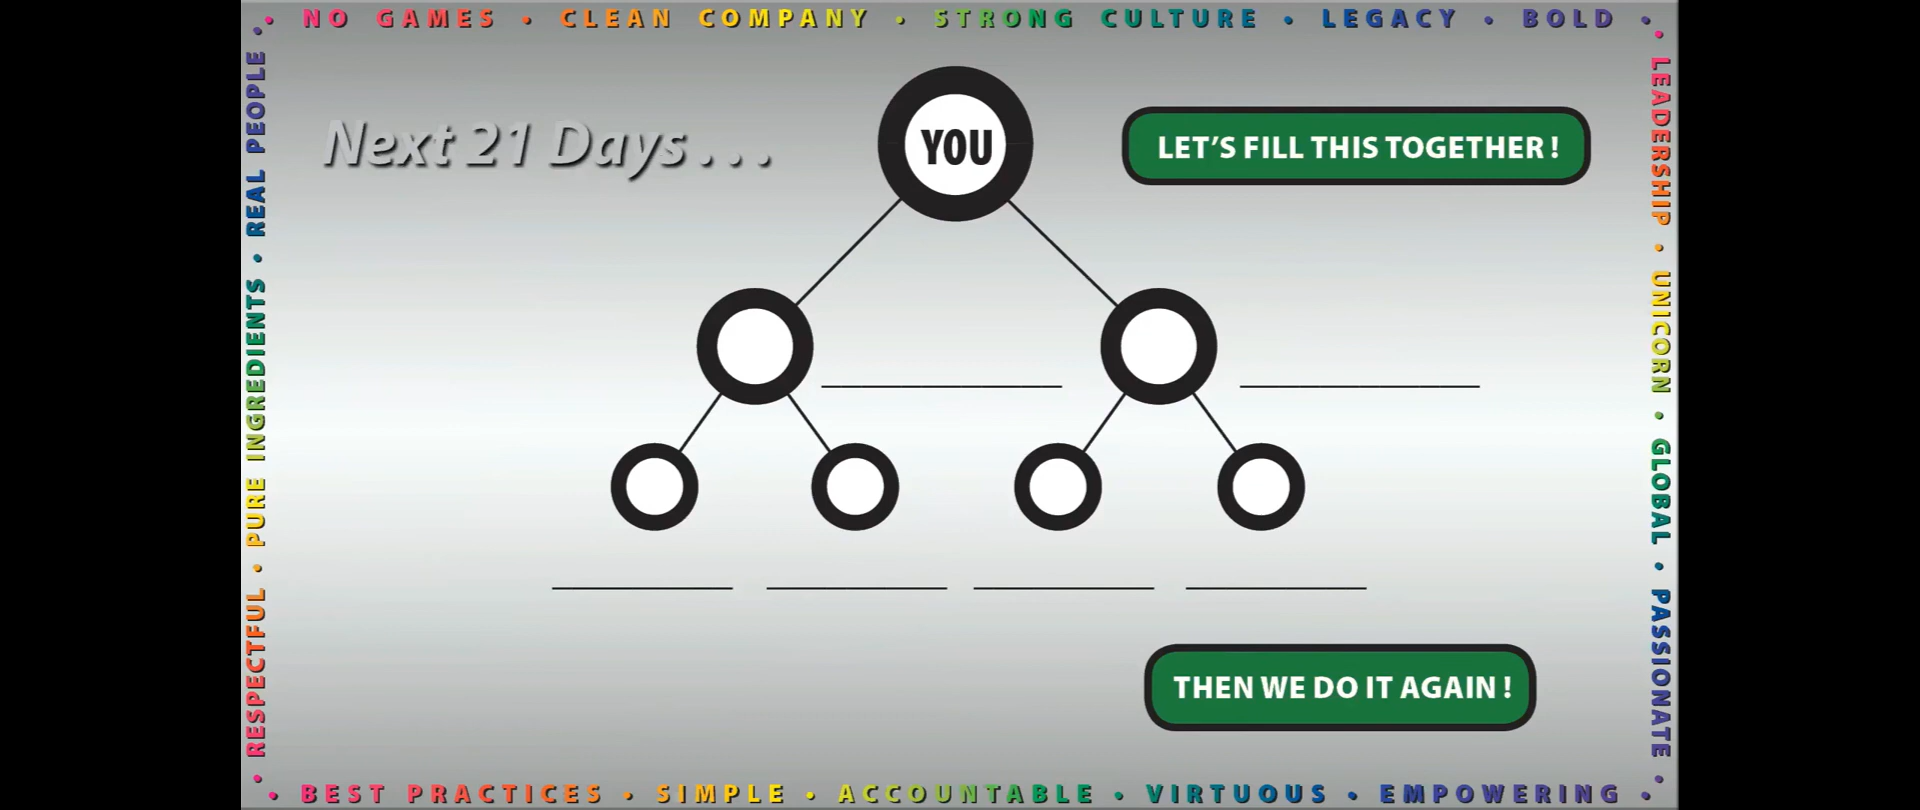 • NO GAMES • CLEAN COMPANY • STRONG CULTURE • LEGACY • BOLD •
Next 21 Days . . .
YOU
LET'S FILL THIS TOGETHER !
THEN WE DO IT AGAIN !
• RESPECTFUL • PURE INGREDIENTS • REAL PEOPLE •
• LEADERSHIP • UNICORN • GLOBAL • PASSIONATE •
• BEST PRACTICES • SIMPLE • ACCOUNTABLE • VIRTUOUS • EMPOWERING •